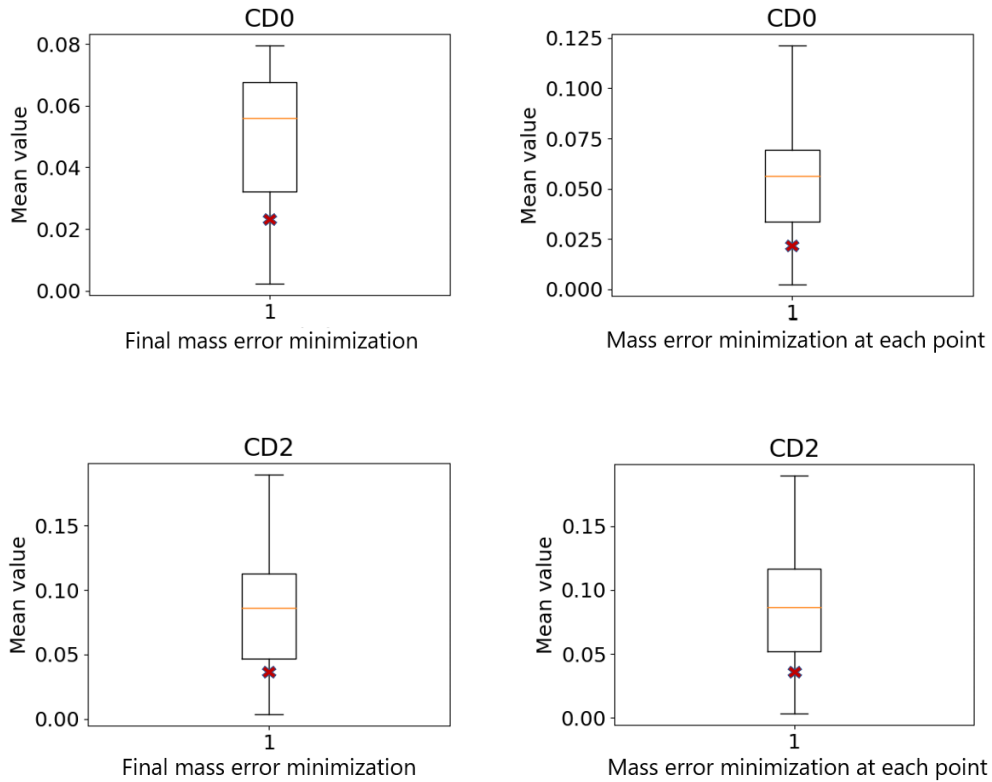 CD0
0.08
0.06
0.04
0.02
0.00
Mean value
1
Final mass error minimization
CD0
0.125
0.100
0.075
0.050
0.025
0.000
Mean value
1
Mass error minimization at each point
CD2
0.15
0.10
0.05
0.00
Mean value
1
Final mass error minimization
CD2
0.15
0.10
0.05
0.00
Mean value
1
Mass error minimization at each point